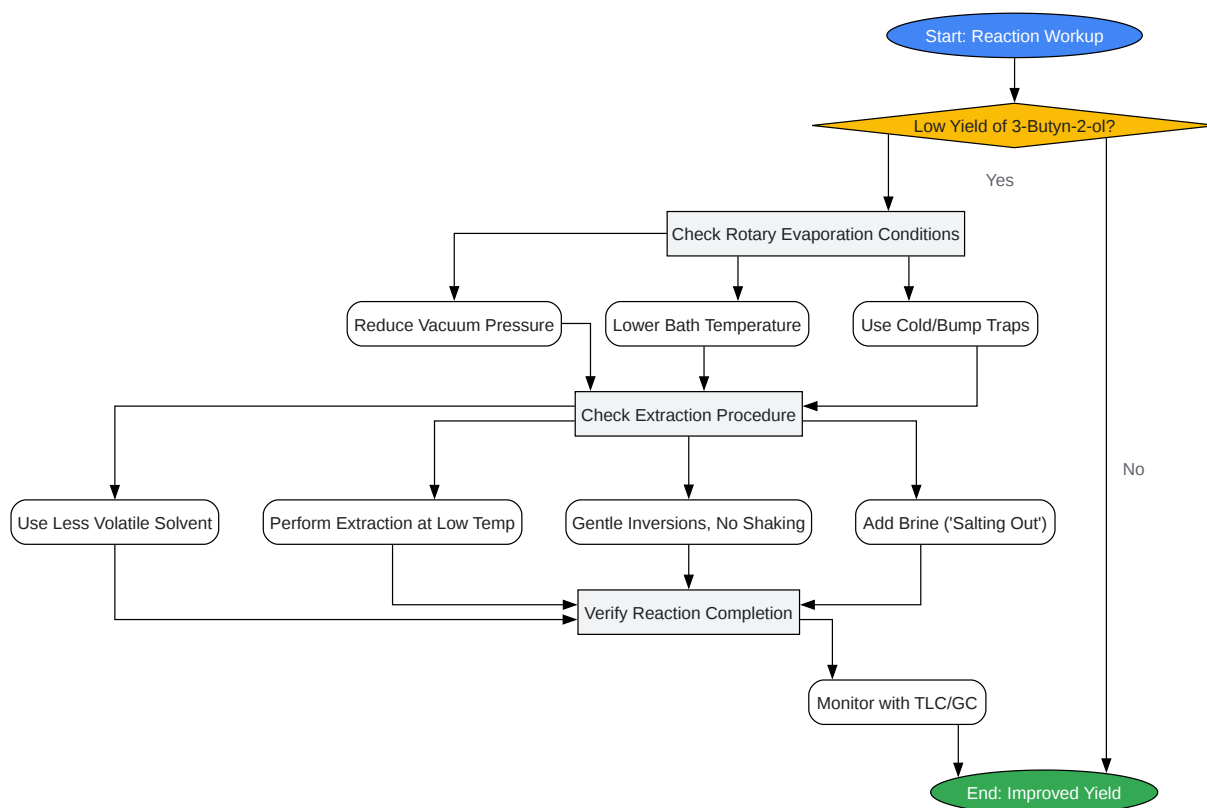 Start: Reaction Workup
Low Yield of 3-Butyn-2-ol?
Yes
Check Rotary Evaporation Conditions
Reduce Vacuum Pressure
Lower Bath Temperature
Use Cold/Bump Traps
Check Extraction Procedure
No
Use Less Volatile Solvent
Perform Extraction at Low Temp
Gentle Inversions, No Shaking
Add Brine ('Salting Out')
Verify Reaction Completion
Monitor with TLC/GC
End: Improved Yield